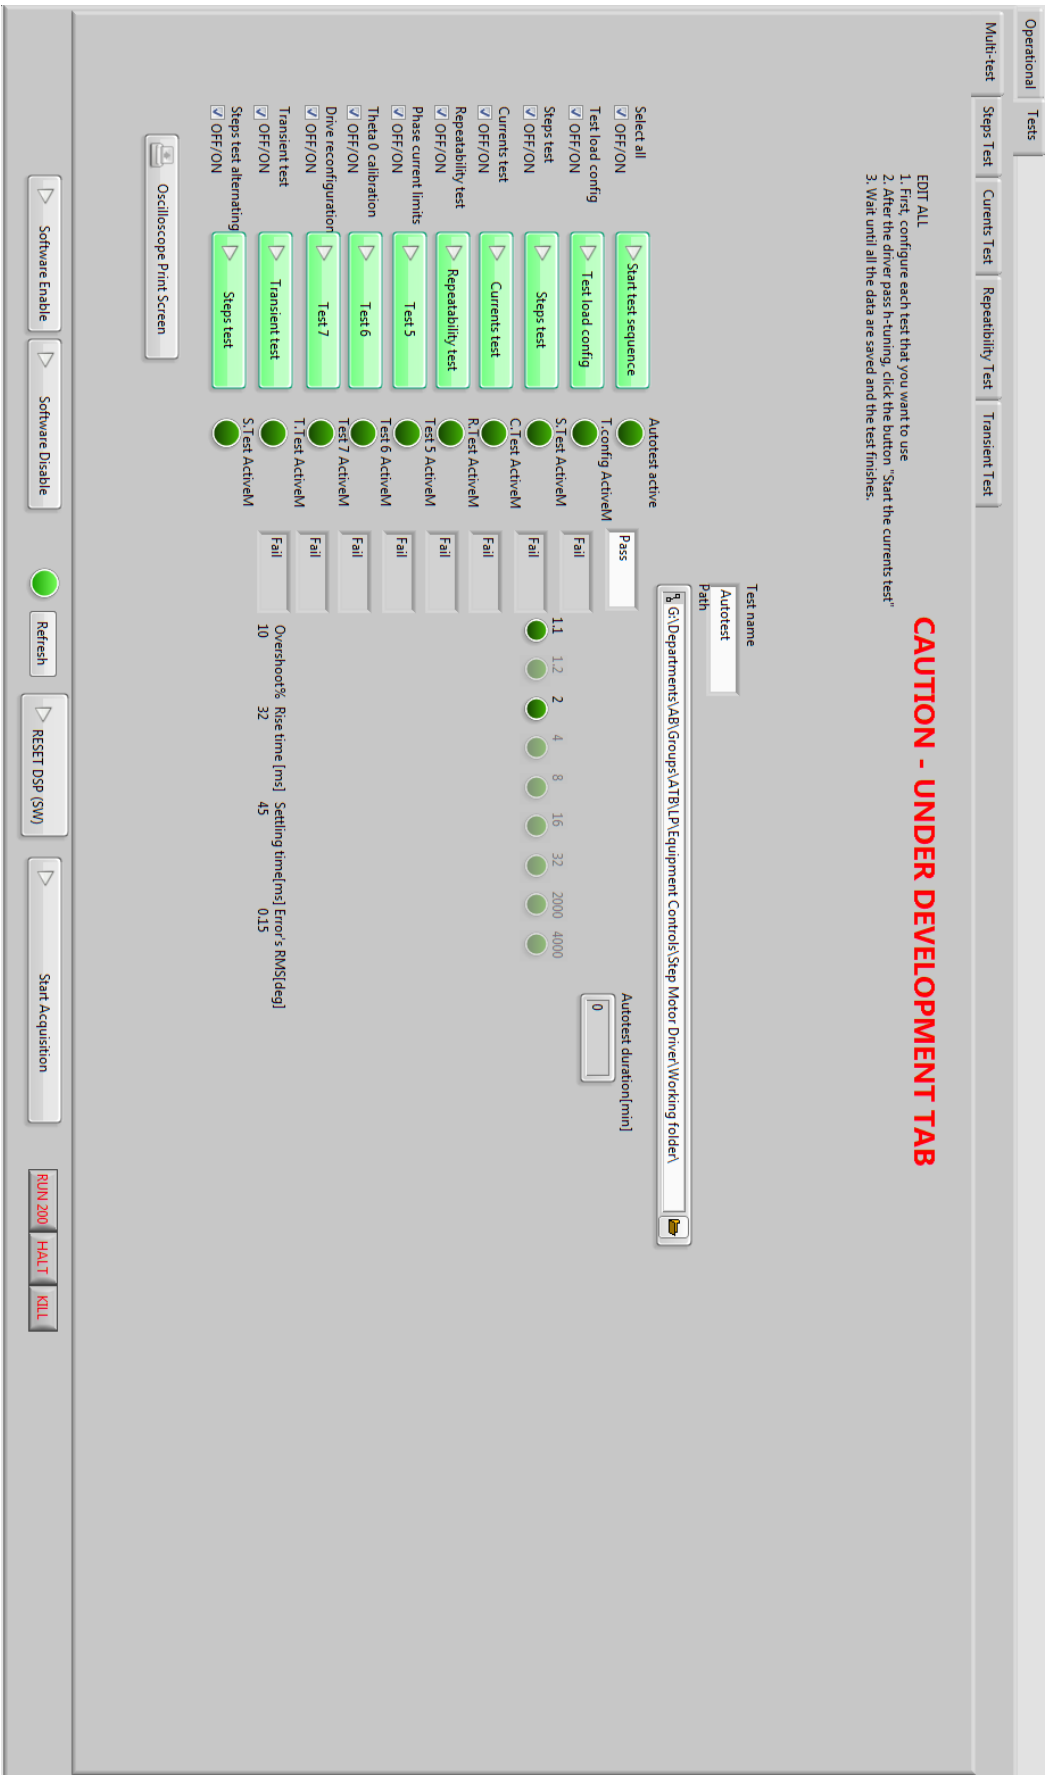 Operational
Tests
Multi-test
Steps Test
Curents Test
Repeatibility Test
Transient Test
EDIT ALL
1. First, configure each test that you want to use
2. After the driver pass h-tuning, click the button "Start the currents test"
3. Wait until all the data are saved and the test finishes.
CAUTION - UNDER DEVELOPMENT TAB
Test name
Autotest
Path
G:\Departments\AB\Groups\ATB\LP\Equipment Controls\Step Motor Driver\Working folder\
Select all
OFF/ON
Start test sequence
Autotest active
Pass
Autotest duration[min]
0
Test load config
OFF/ON
Test load config
T.config ActiveM
Fail
Steps test
OFF/ON
Steps test
S.Test ActiveM
Fail
1.1
1.2
2
4
8
16
32
2000
4000
Currents test
OFF/ON
Currents test
C.Test ActiveM
Fail
Repeatability test
OFF/ON
Repeatability test
R.Test ActiveM
Fail
Phase current limits
OFF/ON
Test 5
Test 5 ActiveM
Fail
Theta 0 calibration
OFF/ON
Test 6
Test 6 ActiveM
Fail
Drive reconfiguration
OFF/ON
Test 7
Test 7 ActiveM
Fail
Transient test
OFF/ON
Transient test
T.Test ActiveM
Fail
Overshoot%
10
Rise time [ms]
32
Settling time[ms]
45
Error's RMS[deg]
0.15
Steps test alternating
OFF/ON
Steps test
S.Test ActiveM
Oscilloscope Print Screen
Software Enable
Software Disable
Refresh
RESET DSP (SW)
Start Acquisition
RUN 200
HALT
KILL